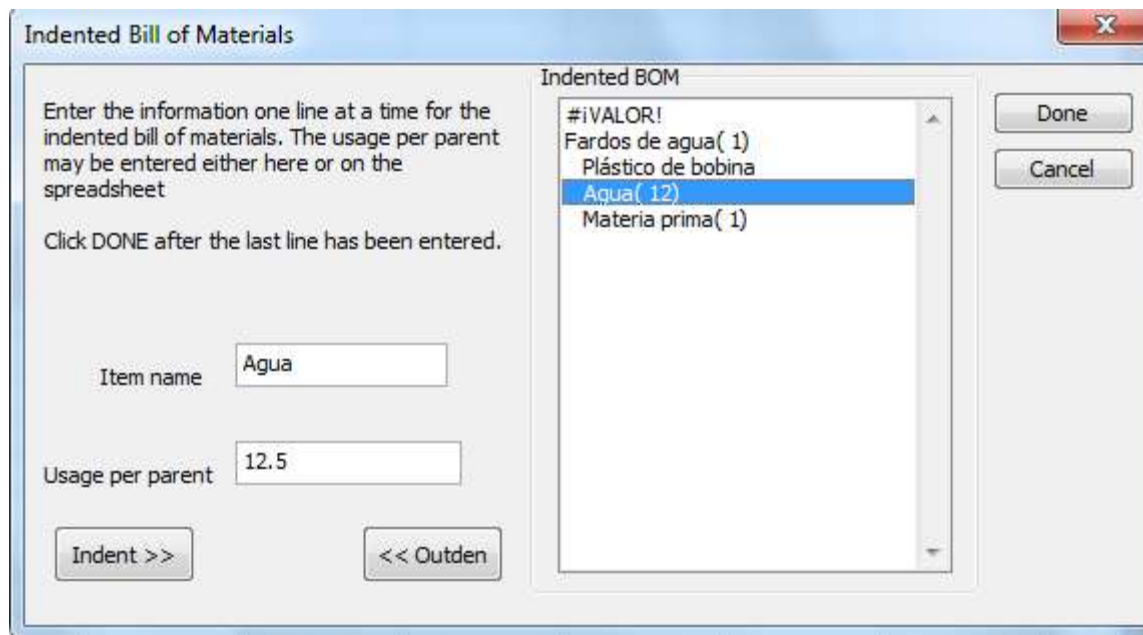 Indented Bill of Materials
Enter the information one line at a time for the
indented bill of materials. The usage per parent
may be entered either here or on the
spreadsheet
Click DONE after the last line has been entered.
Item name
Agua
Usage per parent
12.5
Indent >>
<< Outden
Indented BOM
#¡VALOR!
Fardos de agua( 1)
Plástico de bobina
Agua( 12)
Materia prima( 1)
Done
Cancel